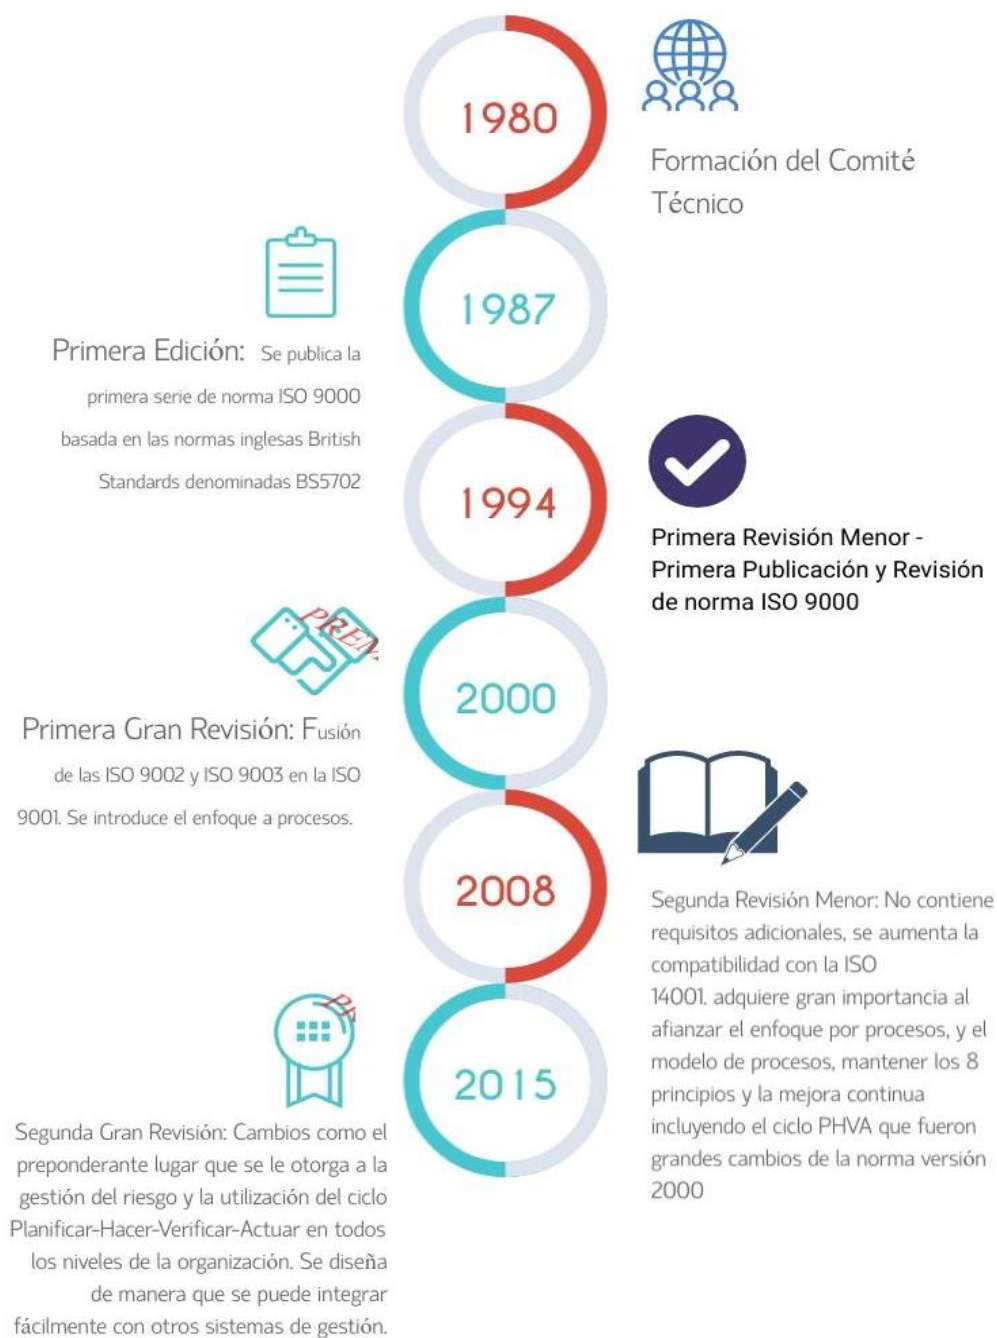 1980
Formación del Comité
Técnico
1987
Primera Edición: Se publica la
primera serie de norma ISO 9000
basada en las normas inglesas British
Standards denominadas BS5702
1994
Primera Revisión Menor -
Primera Publicación y Revisión
de norma ISO 9000
PREN
2000
Primera Gran Revisión: Fusión
de las ISO 9002 y ISO 9003 en la ISO
9001. Se introduce el enfoque a procesos.
2008
Segunda Revisión Menor: No contiene
requisitos adicionales, se aumenta la
compatibilidad con la ISO
14001. adquiere gran importancia al
afianzar el enfoque por procesos, y el
modelo de procesos, mantener los 8
principios y la mejora continua
incluyendo el ciclo PHVA que fueron
grandes cambios de la norma versión
2000
2015
Segunda Gran Revisión: Cambios como el
preponderante lugar que se le otorga a la
gestión del riesgo y la utilización del ciclo
Planificar-Hacer-Verificar-Actuar en todos
los niveles de la organización. Se diseña
de manera que se puede integrar
fácilmente con otros sistemas de gestión.